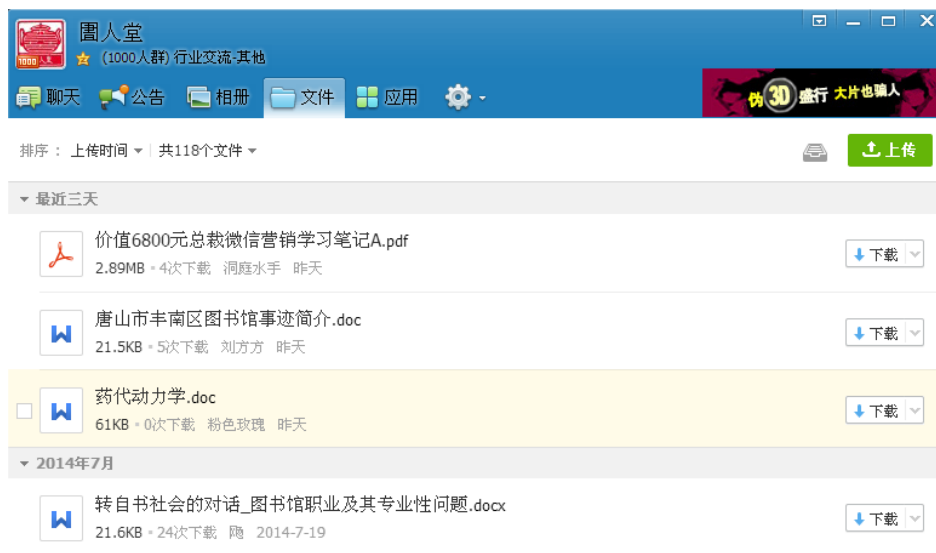 圕人堂
(1000人群) 行业交流-其他
1000人堂
聊天 公告 相册 文件 应用
伪3D盛行 大片也骗人
排序： 上传时间 共118个文件
上传
最近三天
价值6800元总裁微信营销学习笔记A.pdf
2.89MB 4次下载 洞庭水手 昨天
下载
唐山市丰南区图书馆事迹简介.doc
21.5KB 5次下载 刘方方 昨天
下载
药代动力学.doc
61KB 0次下载 粉色玫瑰 昨天
下载
2014年7月
转自书社会的对话_图书馆职业及其专业性问题.docx
21.6KB 24次下载 2014-7-19
下载